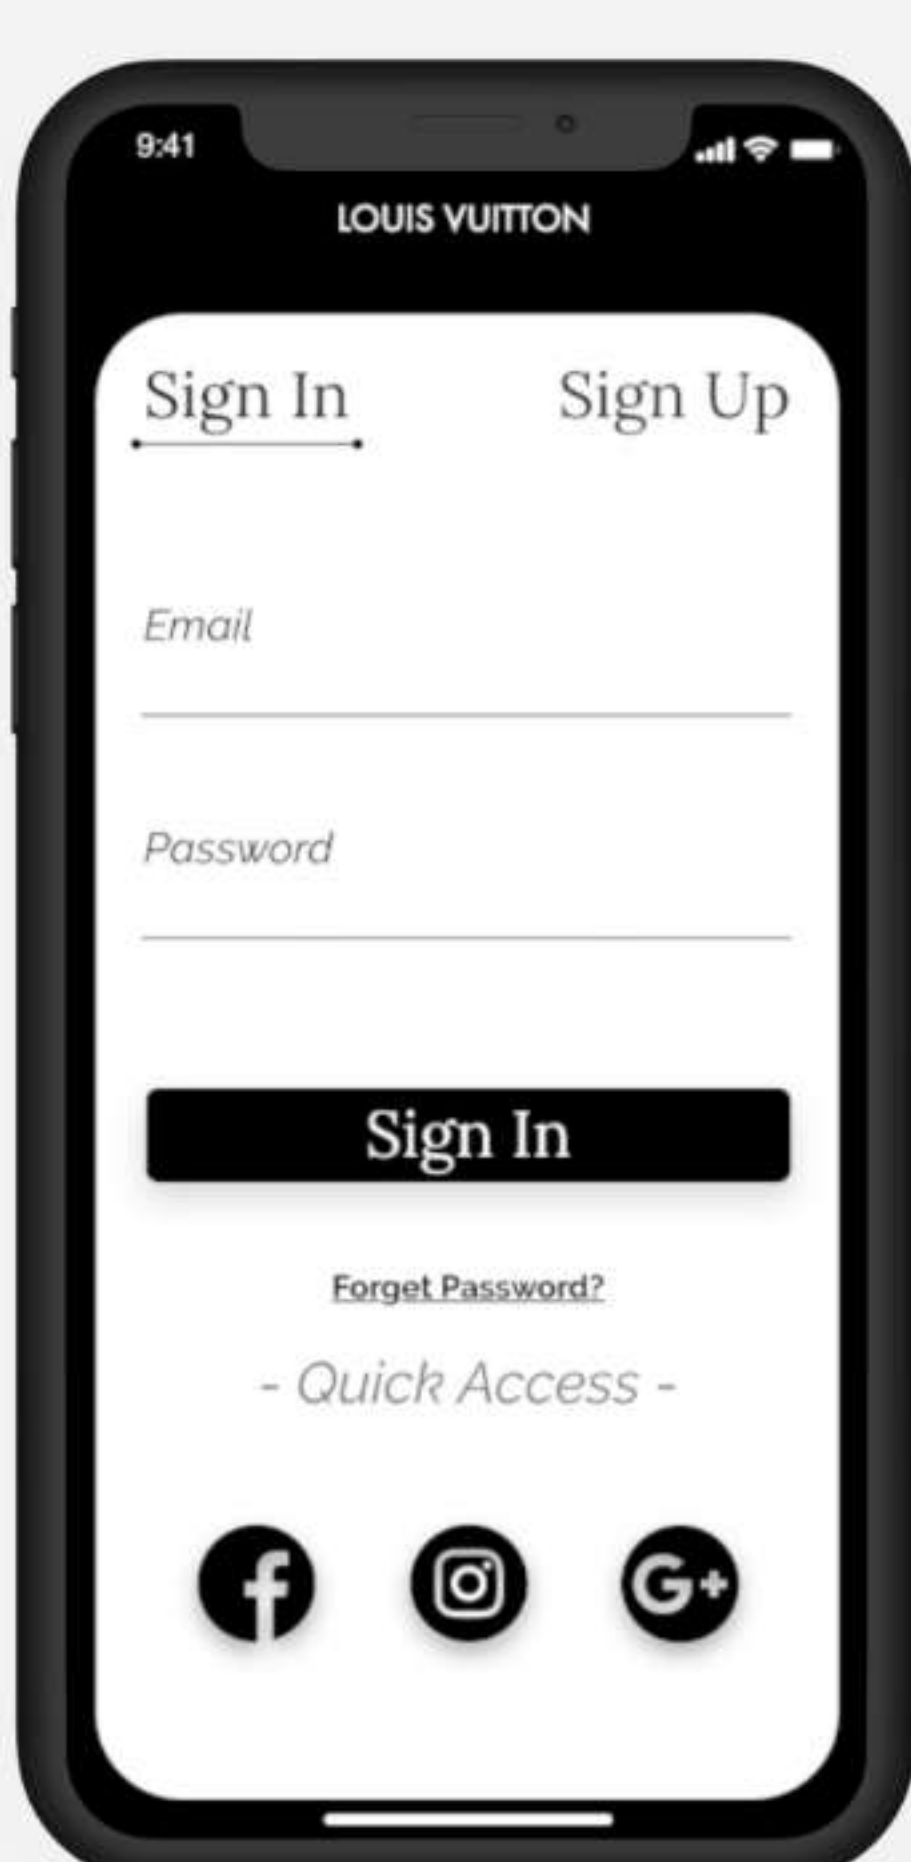 9:41
LOUIS VUITTON
Sign In Sign Up
Email
Password
Sign In
Forget Password?
- Quick Access -
f G+